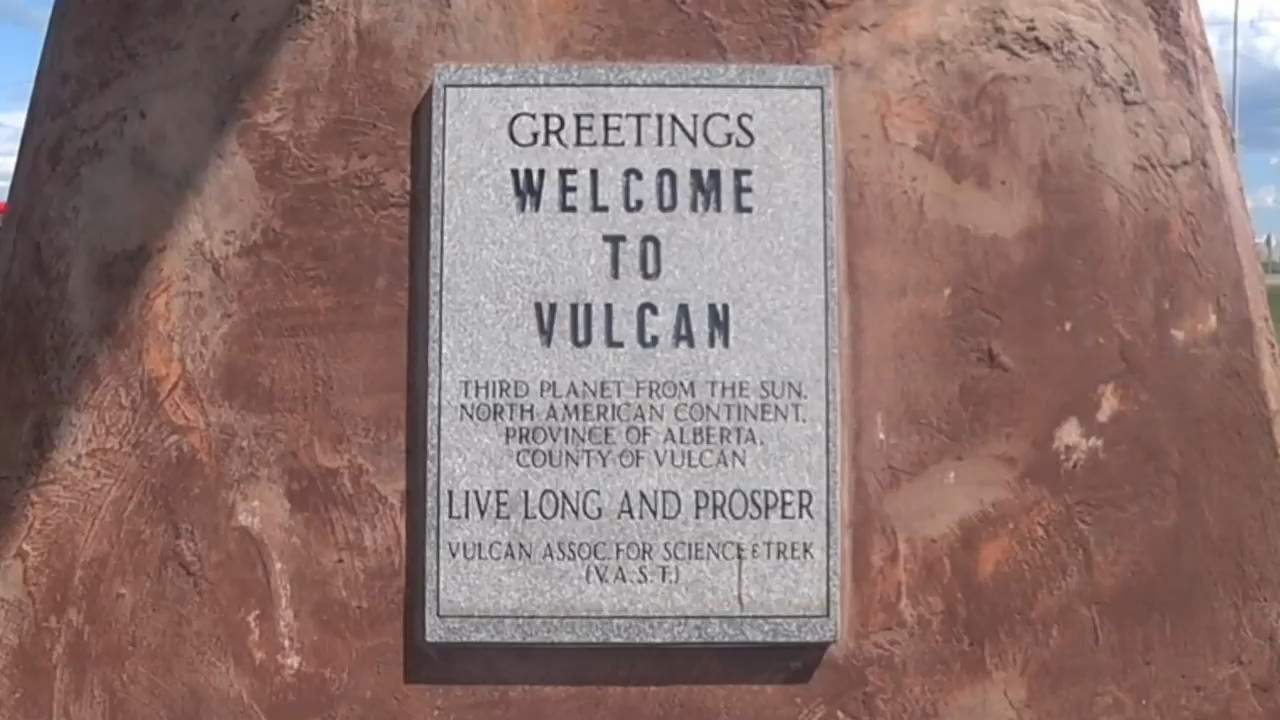 GREETINGS
WELCOME
TO
VULCAN
THIRD PLANET FROM THE SUN,
NORTH AMERICAN CONTINENT,
PROVINCE OF ALBERTA,
COUNTY OF VULCAN
LIVE LONG AND PROSPER
VULCAN ASSOC. FOR SCIENCE & TREK
(V.A.S.T.)